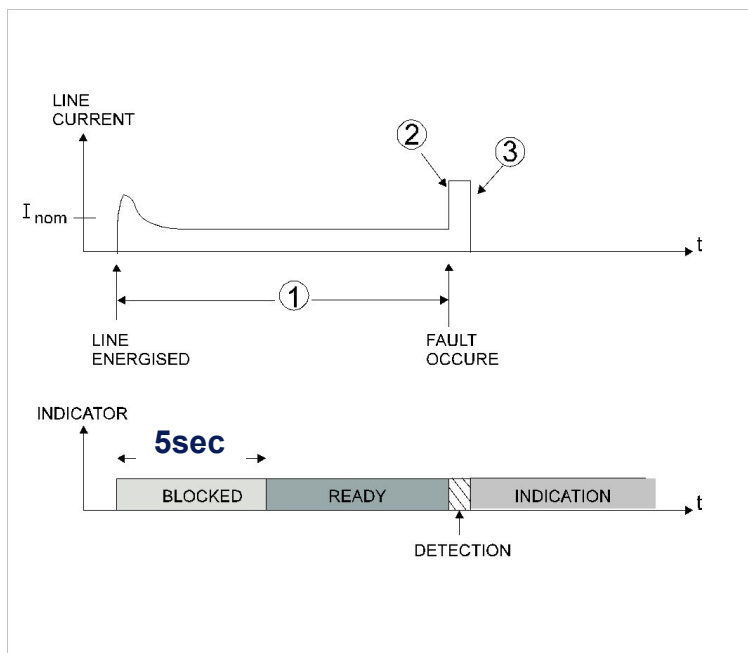 LINE
CURRENT
2
3
I nom
t
1
LINE
ENERGISED
FAULT
OCCURE
INDICATOR
5sec
BLOCKED
READY
INDICATION
t
DETECTION